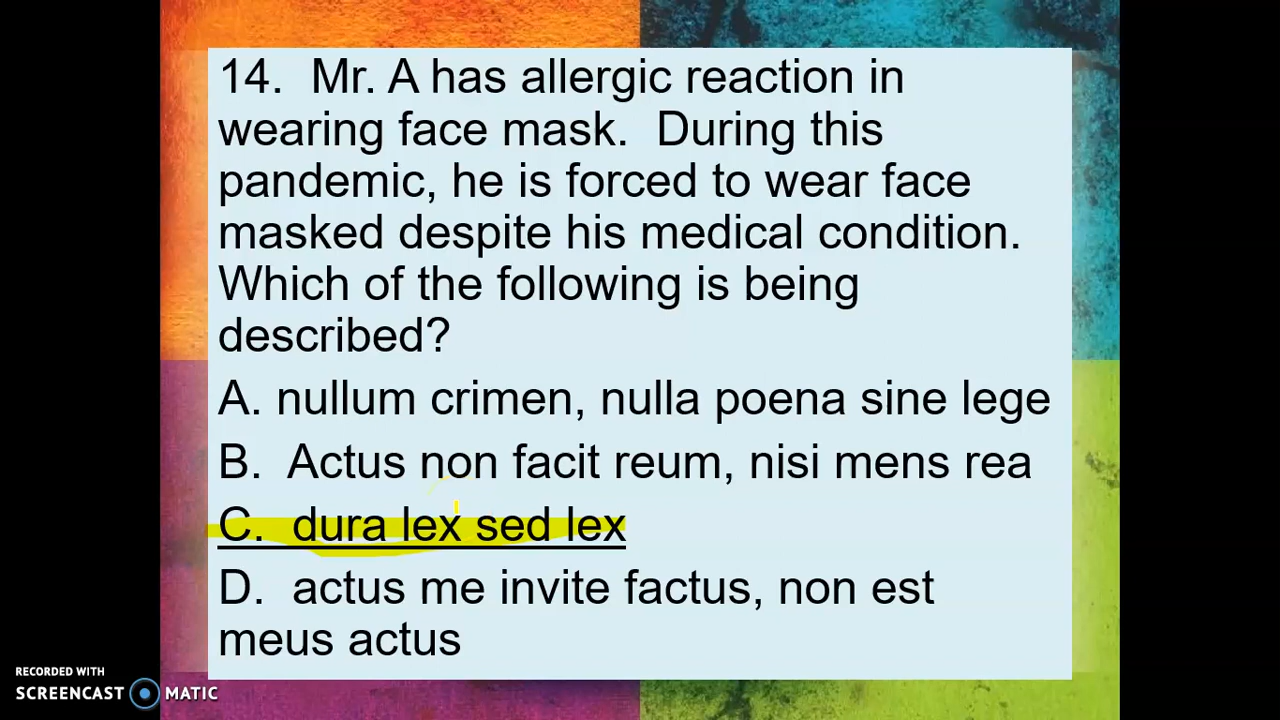 14.  Mr. A has allergic reaction in
wearing face mask.  During this
pandemic, he is forced to wear face
masked despite his medical condition.
Which of the following is being
described?
A. nullum crimen, nulla poena sine lege
B.  Actus non facit reum, nisi mens rea
C.  dura lex sed lex
D.  actus me invite factus, non est
meus actus
RECORDED WITH
SCREENCAST MATIC